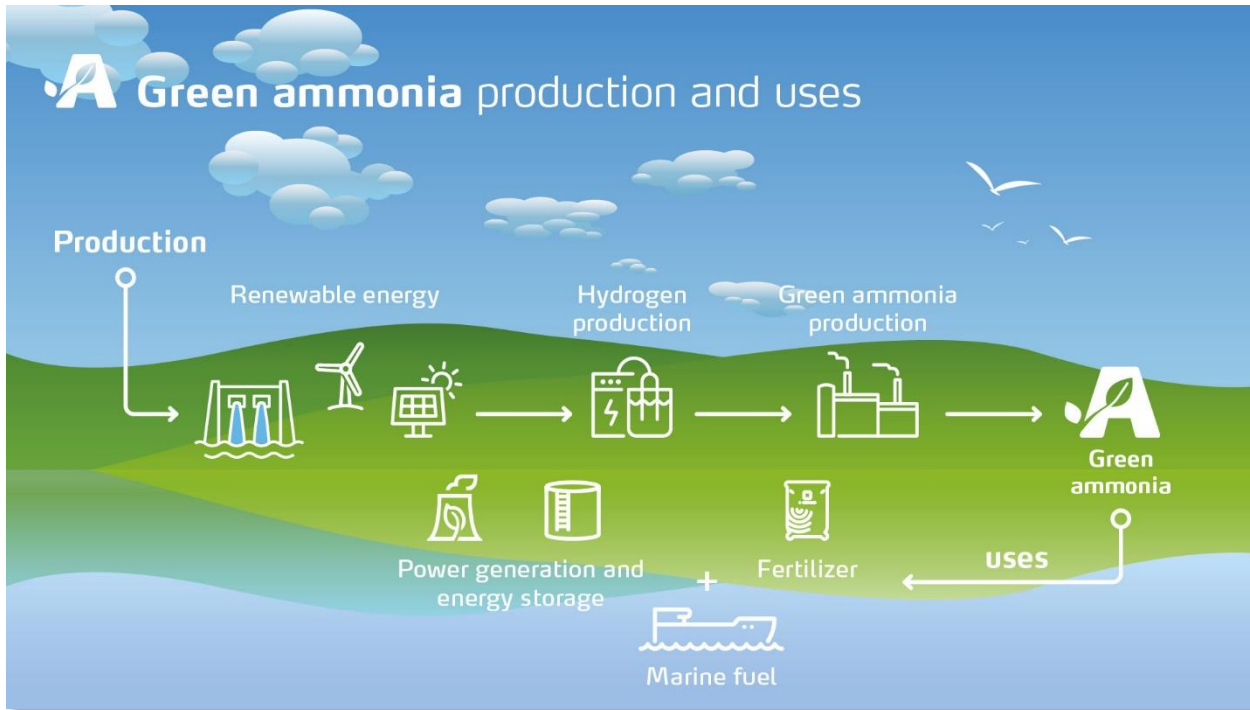 Green ammonia production and uses
Production
Renewable energy
Hydrogen
production
Green ammonia
production
Green
ammonia
uses
Power generation and
energy storage
+
Fertilizer
Marine fuel